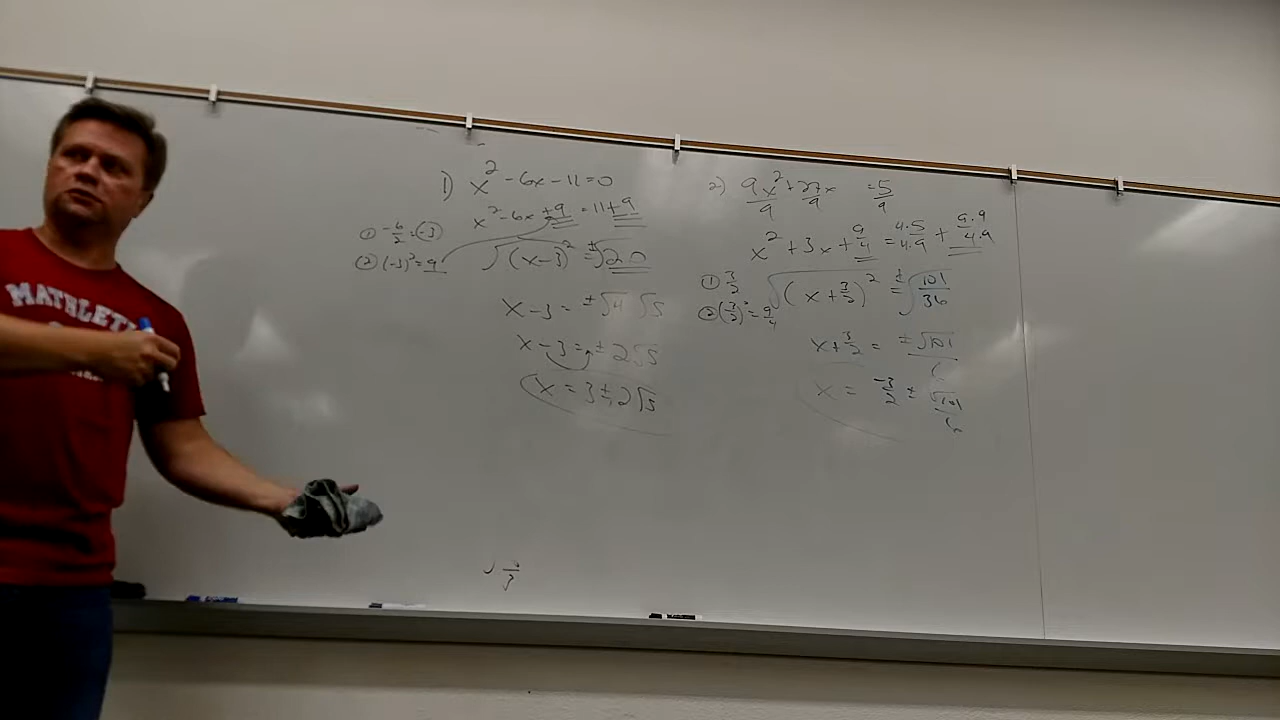 1) x² - 6x - 11 = 0
x² - 6x + 9 = 11 + 9
① -6/2 = (-3)
② (-3)² = 9
√(x-3)² = ±√20
x - 3 = ±√4 √5
x - 3 = ± 2√5
x = 3 ± 2√5
2) 9x²/9 + 27x/9 = 5/9
x² + 3x + 9/4 = 4·5/4·9 + 9·9/4·9
① 3/2
② (3/2)² = 9/4
√(x + 3/2)² = ±√101/36
x + 3/2 = ±√101/6
x = -3/2 ± √101/6
MATHLET